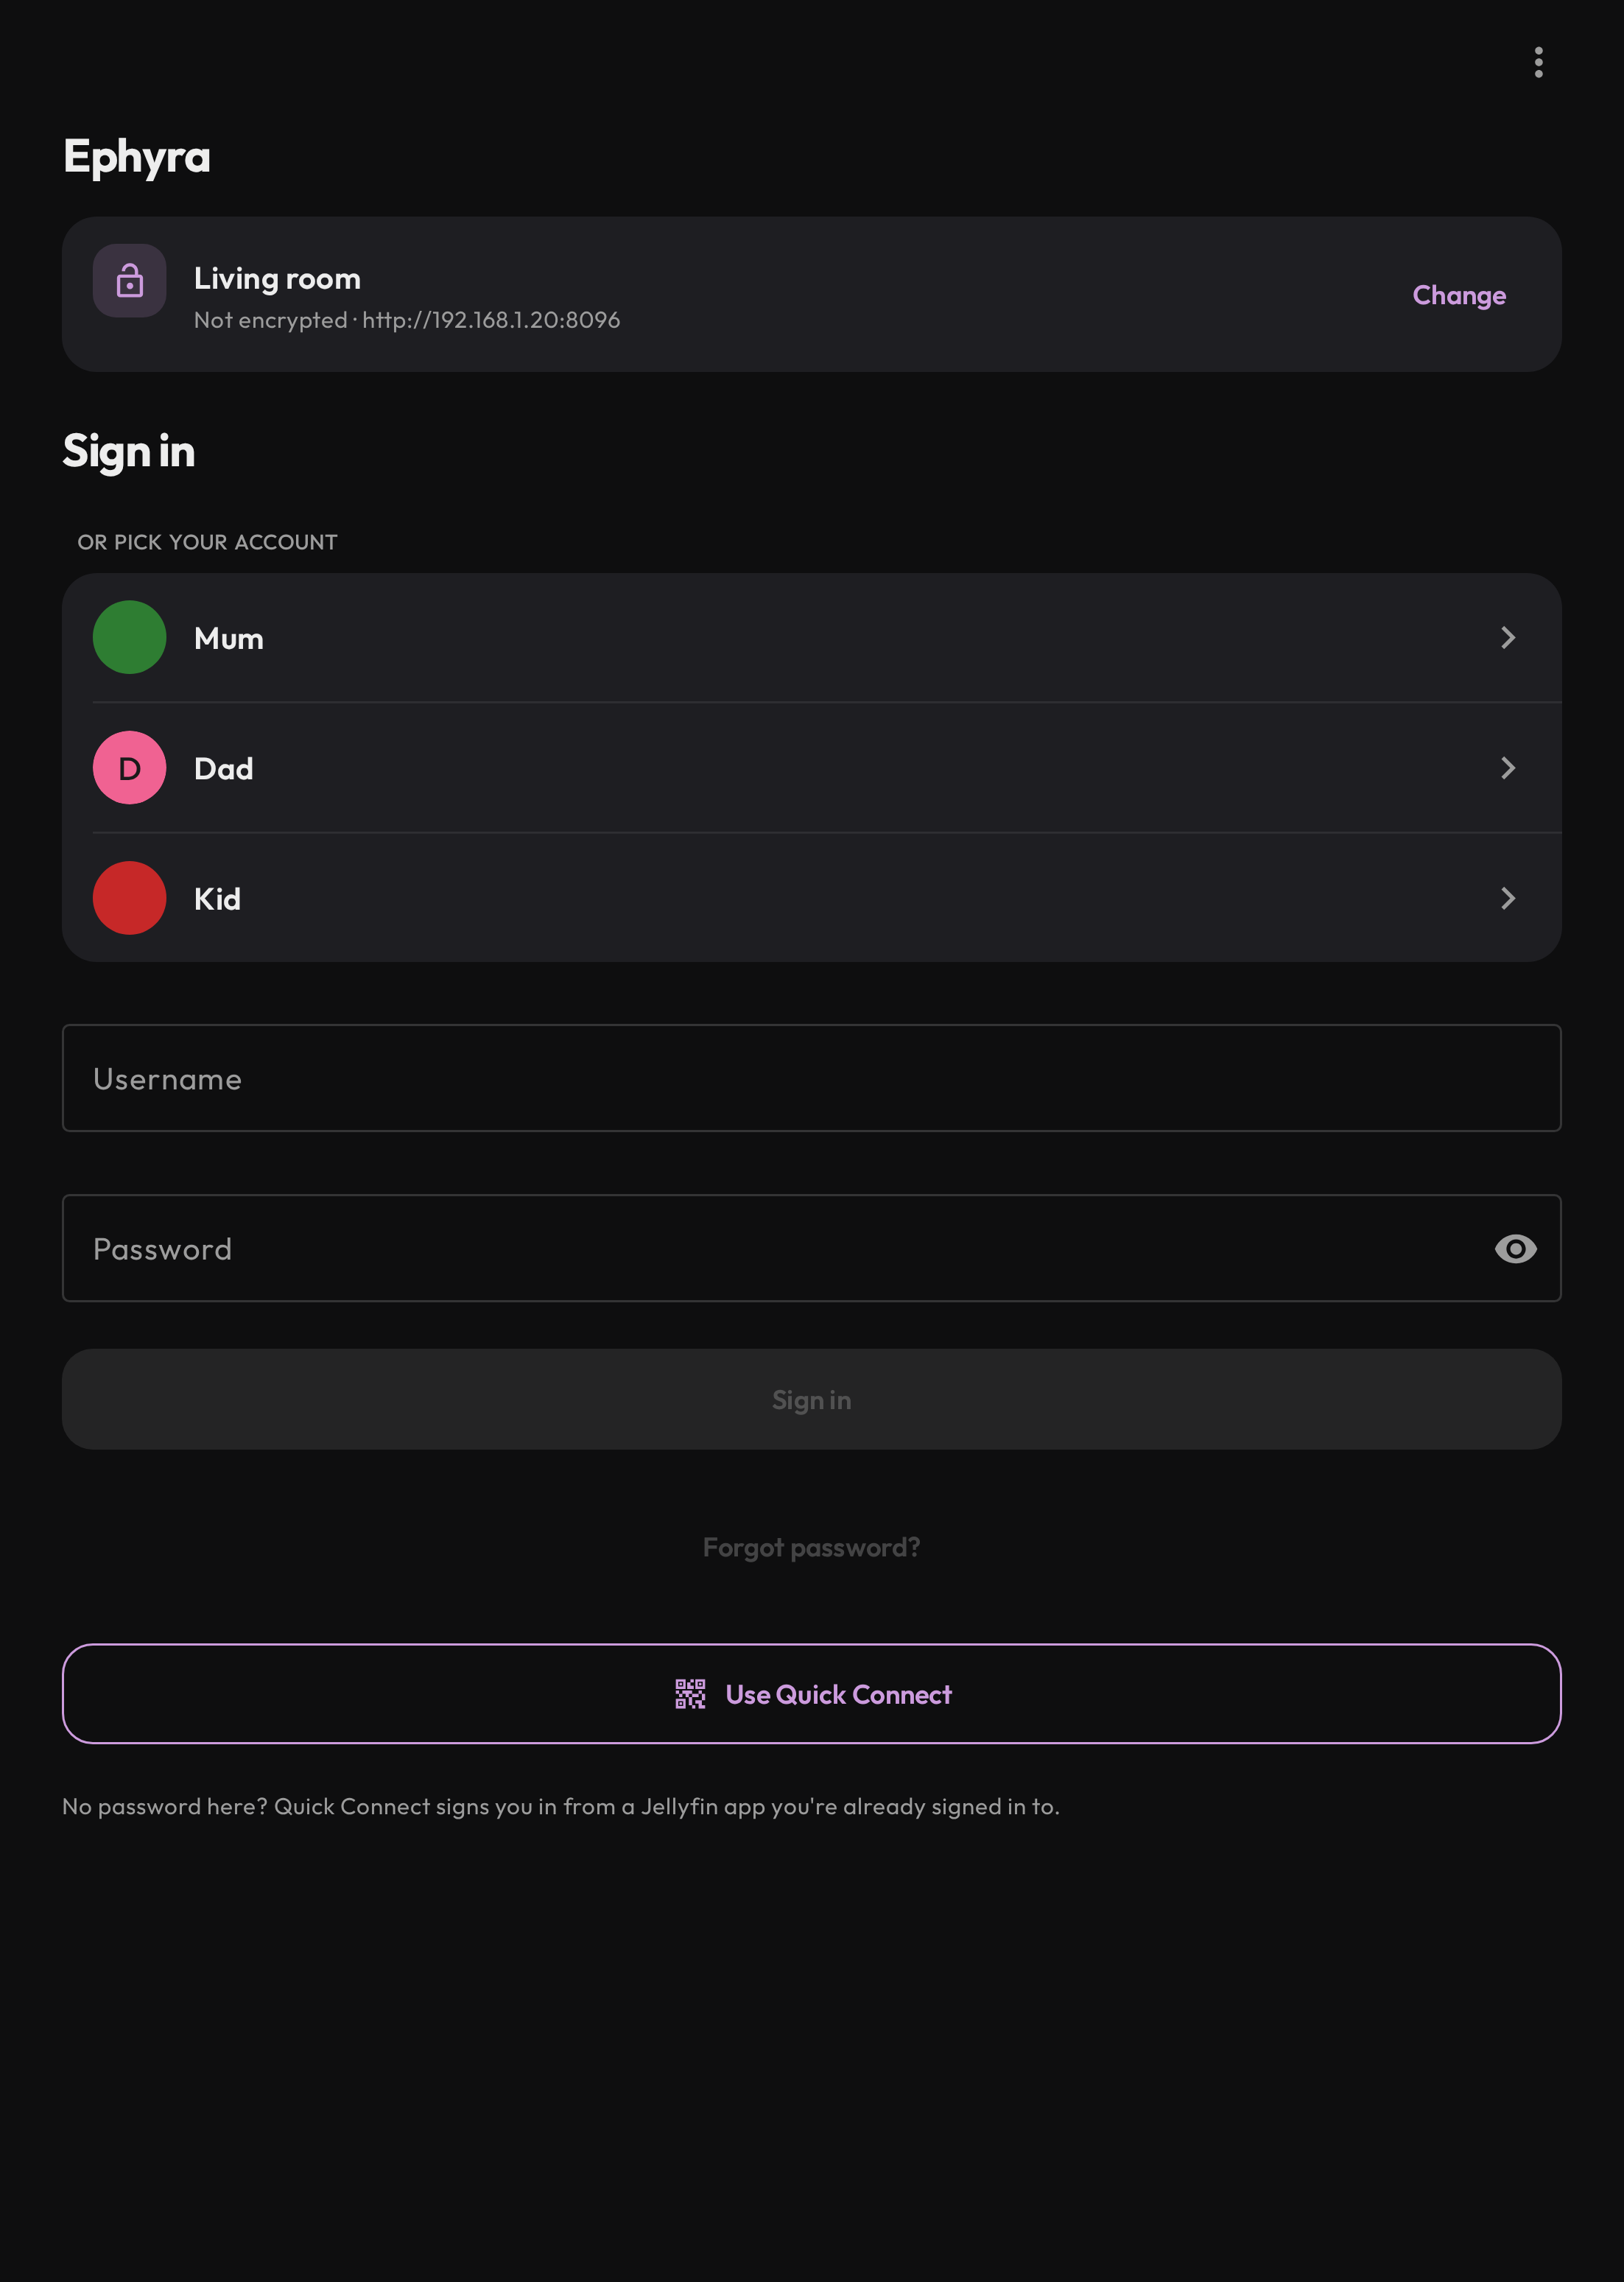 Ephyra
Living room
Not encrypted · http://192.168.1.20:8096
Change
Sign in
OR PICK YOUR ACCOUNT
Mum
D
Dad
Kid
Username
Password
Sign in
Forgot password?
Use Quick Connect
No password here? Quick Connect signs you in from a Jellyfin app you're already signed in to.